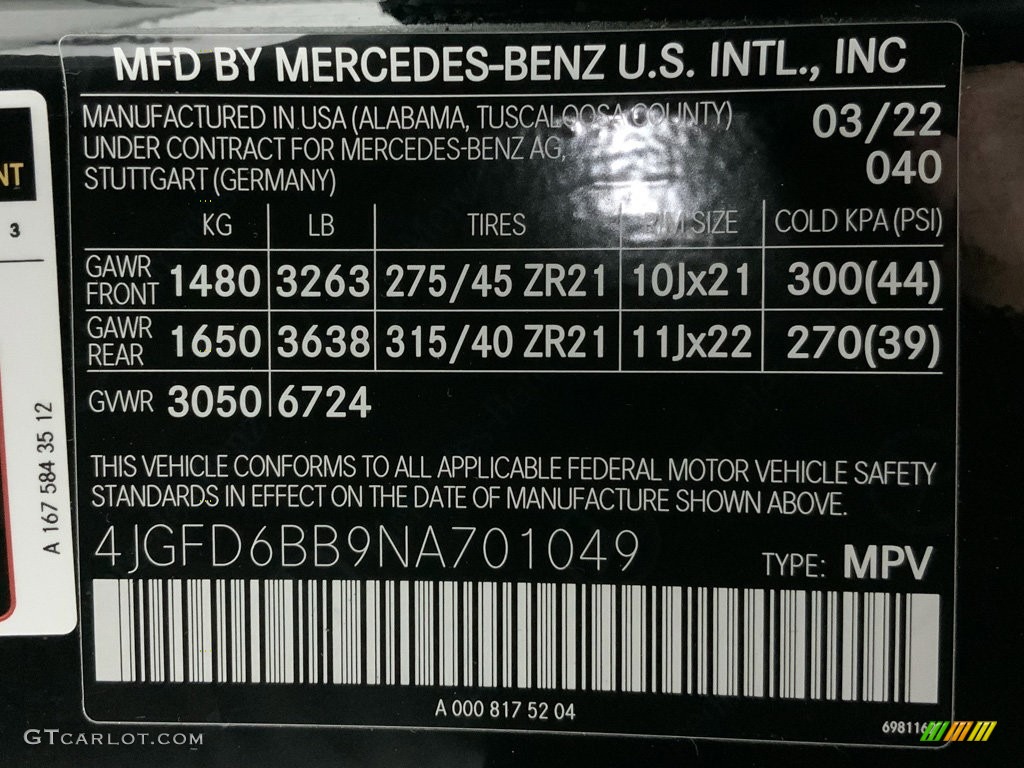 MFD BY MERCEDES-BENZ U.S. INTL., INC
MANUFACTURED IN USA (ALABAMA, TUSCALOOSA COUNTY) 03/22
UNDER CONTRACT FOR MERCEDES-BENZ AG, 040
STUTTGART (GERMANY)
KG LB TIRES RIM SIZE COLD KPA (PSI)
GAWR FRONT 1480 3263 275/45 ZR21 10Jx21 300(44)
GAWR REAR 1650 3638 315/40 ZR21 11Jx22 270(39)
GVWR 3050 6724
THIS VEHICLE CONFORMS TO ALL APPLICABLE FEDERAL MOTOR VEHICLE SAFETY
STANDARDS IN EFFECT ON THE DATE OF MANUFACTURE SHOWN ABOVE.
4JGFD6BB9NA701049 TYPE: MPV
A 000 817 52 04
NT
3
A 167 584 35 12
GTcarlot.com